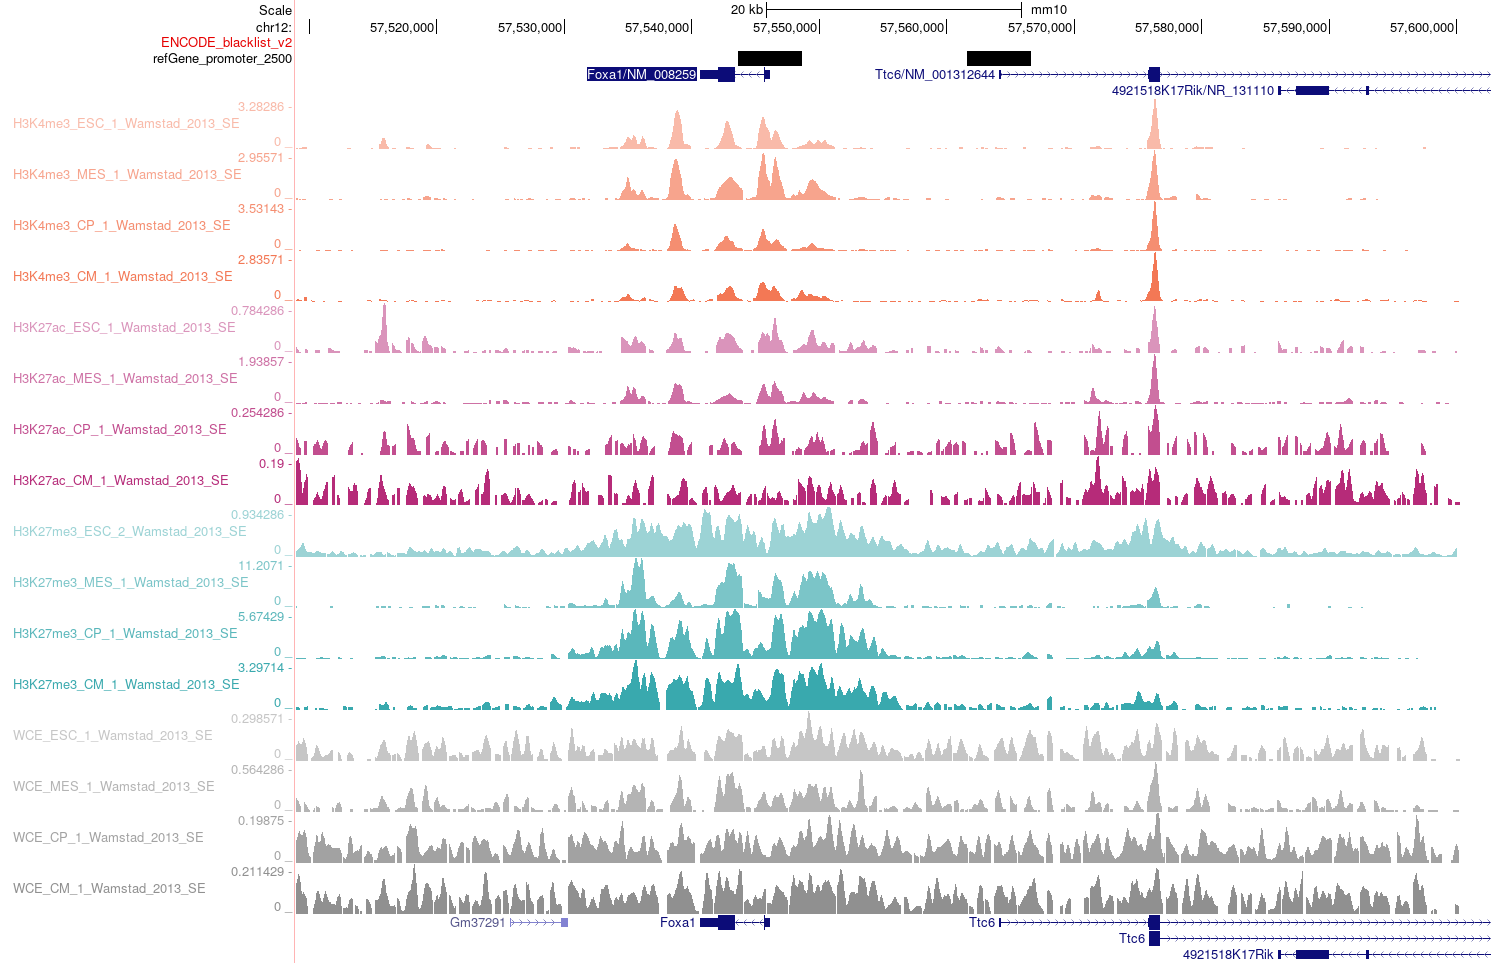 Scale 20 kb mm10
chr12: 57,520,000 57,530,000 57,540,000 57,550,000 57,560,000 57,570,000 57,580,000 57,590,000 57,600,000
ENCODE_blacklist_v2
refGene_promoter_2500
Foxa1/NM_008259 Ttc6/NM_001312644
4921518K17Rik/NR_131110
3.28286 -
H3K4me3_ESC_1_Wamstad_2013_SE
0 _
2.95571 -
H3K4me3_MES_1_Wamstad_2013_SE
0 _
3.53143 -
H3K4me3_CP_1_Wamstad_2013_SE
0 _
2.83571 -
H3K4me3_CM_1_Wamstad_2013_SE
0 _
0.784286 -
H3K27ac_ESC_1_Wamstad_2013_SE
0 _
1.93857 -
H3K27ac_MES_1_Wamstad_2013_SE
0 _
0.254286 -
H3K27ac_CP_1_Wamstad_2013_SE
0 _
0.19 -
H3K27ac_CM_1_Wamstad_2013_SE
0 _
0.934286 -
H3K27me3_ESC_2_Wamstad_2013_SE
0 _
11.2071 -
H3K27me3_MES_1_Wamstad_2013_SE
0 _
5.67429 -
H3K27me3_CP_1_Wamstad_2013_SE
0 _
3.29714 -
H3K27me3_CM_1_Wamstad_2013_SE
0 _
0.298571 -
WCE_ESC_1_Wamstad_2013_SE
0 _
0.564286 -
WCE_MES_1_Wamstad_2013_SE
0 _
0.19875 -
WCE_CP_1_Wamstad_2013_SE
0 _
0.211429 -
WCE_CM_1_Wamstad_2013_SE
0 _
Gm37291 Foxa1 Ttc6
Ttc6
4921518K17Rik